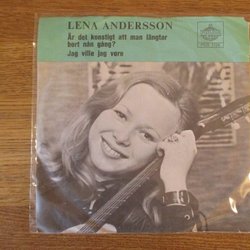 LENA ANDERSSON
Är det konstigt att man längtar
bort nån gång?
Jag ville jag vore